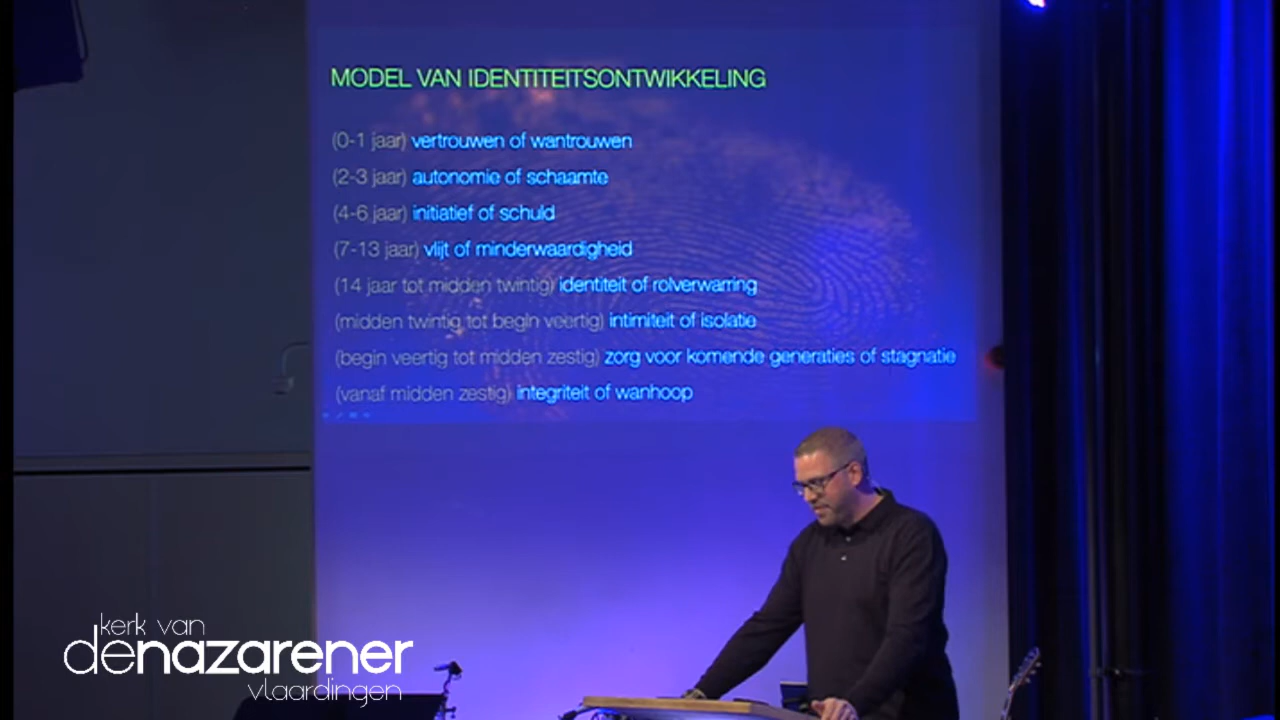 MODEL VAN IDENTITEITSONTWIKKELING
(0-1 jaar) vertrouwen of wantrouwen
(2-3 jaar) autonomie of schaamte
(4-6 jaar) initiatief of schuld
(7-13 jaar) vlijt of minderwaardigheid
(14 jaar tot midden twintig) identiteit of rolverwarring
(midden twintig tot begin veertig) intimiteit of isolatie
(begin veertig tot midden zestig) zorg voor komende generaties of stagnatie
(vanaf midden zestig) integriteit of wanhoop
kerk van
denazarener
vlaardingen